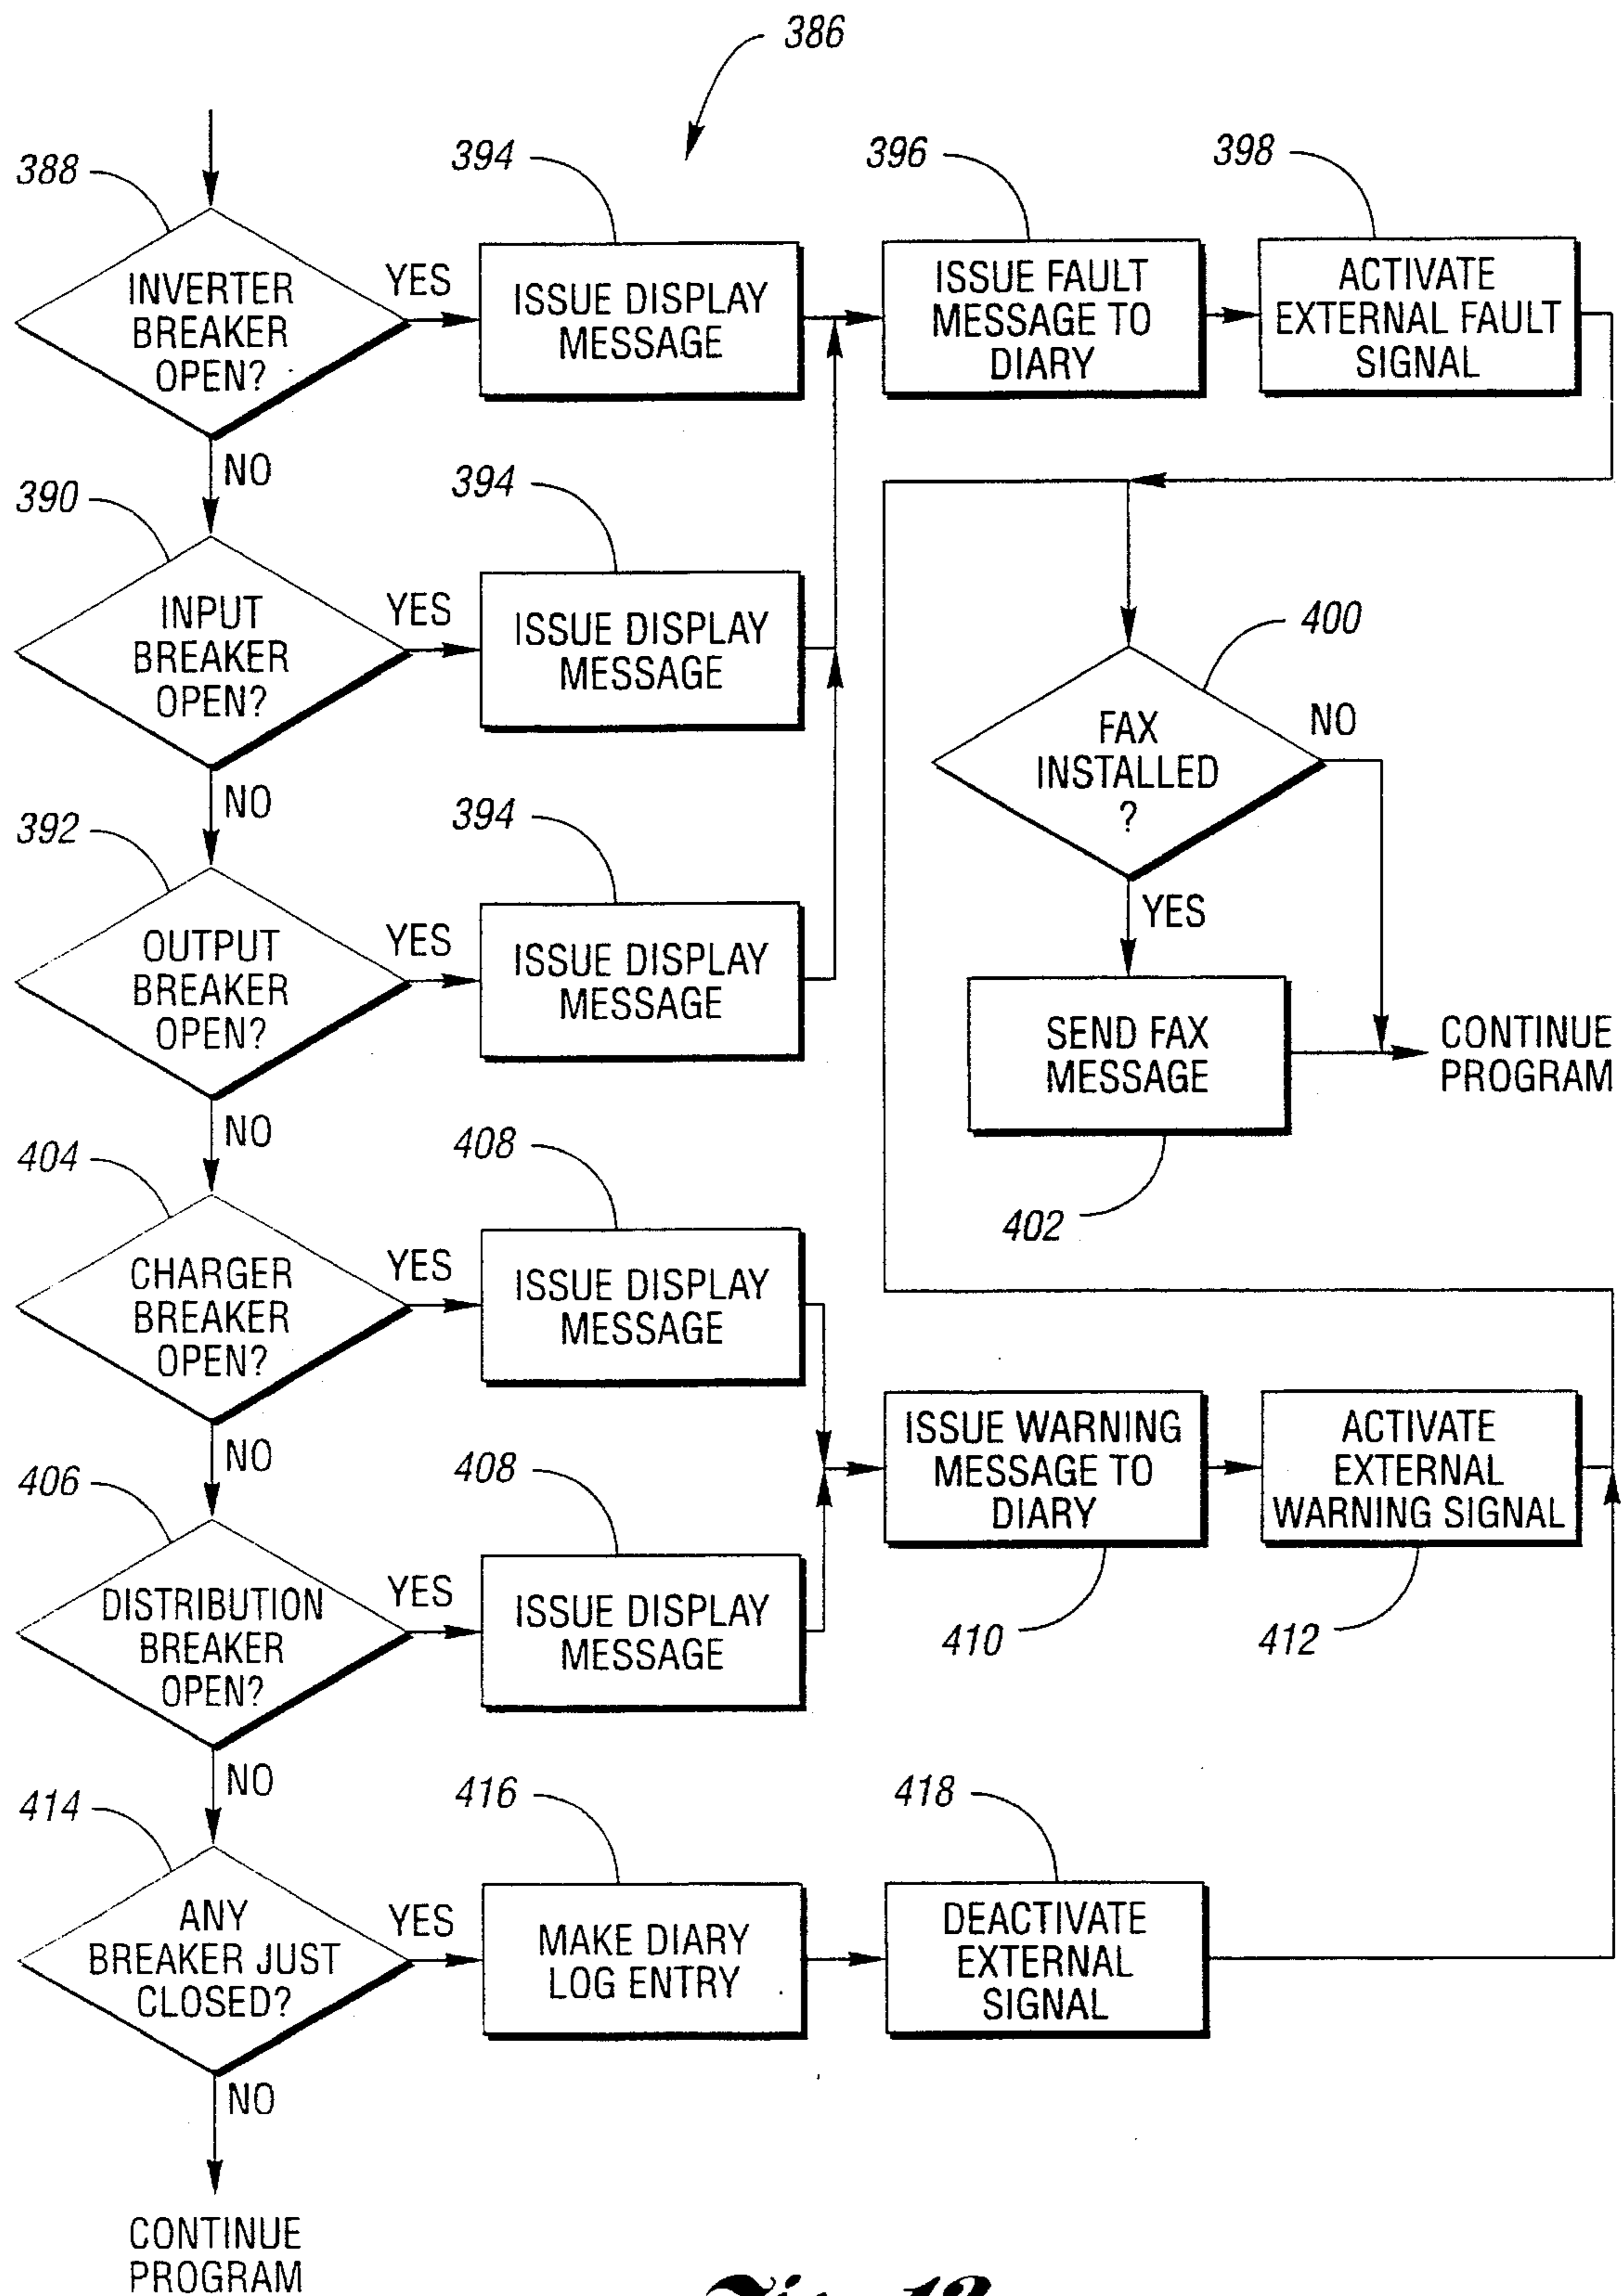 386
388
394
396
398
INVERTER
BREAKER
OPEN?
YES
ISSUE DISPLAY
MESSAGE
ISSUE FAULT
MESSAGE TO
DIARY
ACTIVATE
EXTERNAL FAULT
SIGNAL
NO
390
394
INPUT
BREAKER
OPEN?
YES
ISSUE DISPLAY
MESSAGE
400
FAX
INSTALLED
?
NO
NO
392
394
OUTPUT
BREAKER
OPEN?
YES
ISSUE DISPLAY
MESSAGE
YES
SEND FAX
MESSAGE
CONTINUE
PROGRAM
402
NO
404
408
CHARGER
BREAKER
OPEN?
YES
ISSUE DISPLAY
MESSAGE
ISSUE WARNING
MESSAGE TO
DIARY
ACTIVATE
EXTERNAL
WARNING SIGNAL
410
412
NO
406
408
DISTRIBUTION
BREAKER
OPEN?
YES
ISSUE DISPLAY
MESSAGE
NO
414
416
418
ANY
BREAKER JUST
CLOSED?
YES
MAKE DIARY
LOG ENTRY
DEACTIVATE
EXTERNAL
SIGNAL
NO
CONTINUE
PROGRAM